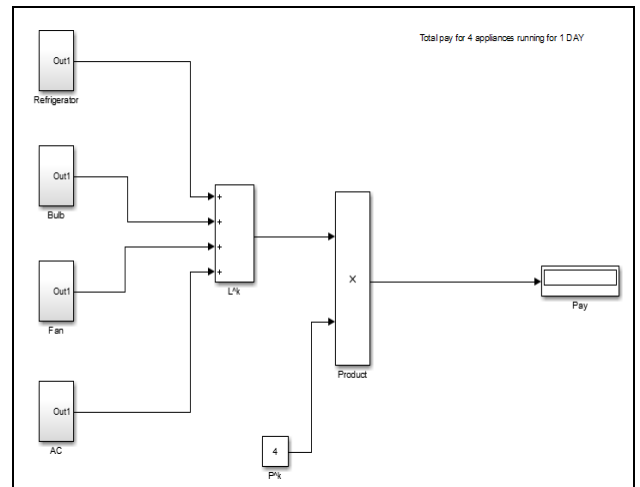 Total pay for 4 appliances running for 1 DAY
Out1
Refrigerator
Out1
Bulb
Out1
Fan
Out1
AC
+
+
+
+
L^k
X
Product
4
P^k
Pay